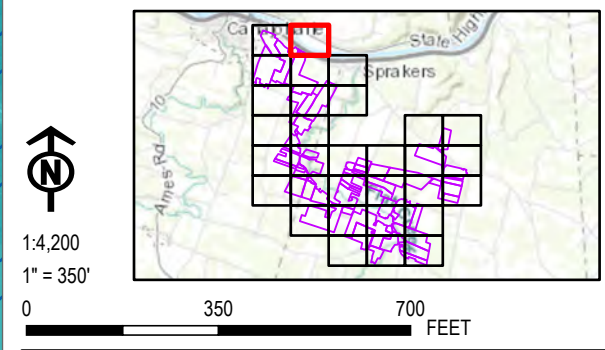 State High
Sprakers
10
Ames Rd
N
1:4,200
1" = 350'
0 350 700
FEET